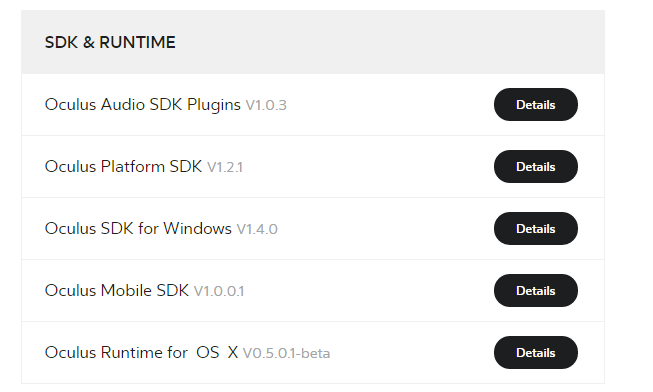 SDK & RUNTIME
Oculus Audio SDK Plugins V1.0.3 Details
Oculus Platform SDK V1.2.1 Details
Oculus SDK for Windows V1.4.0 Details
Oculus Mobile SDK V1.0.0.1 Details
Oculus Runtime for OS X V0.5.0.1-beta Details